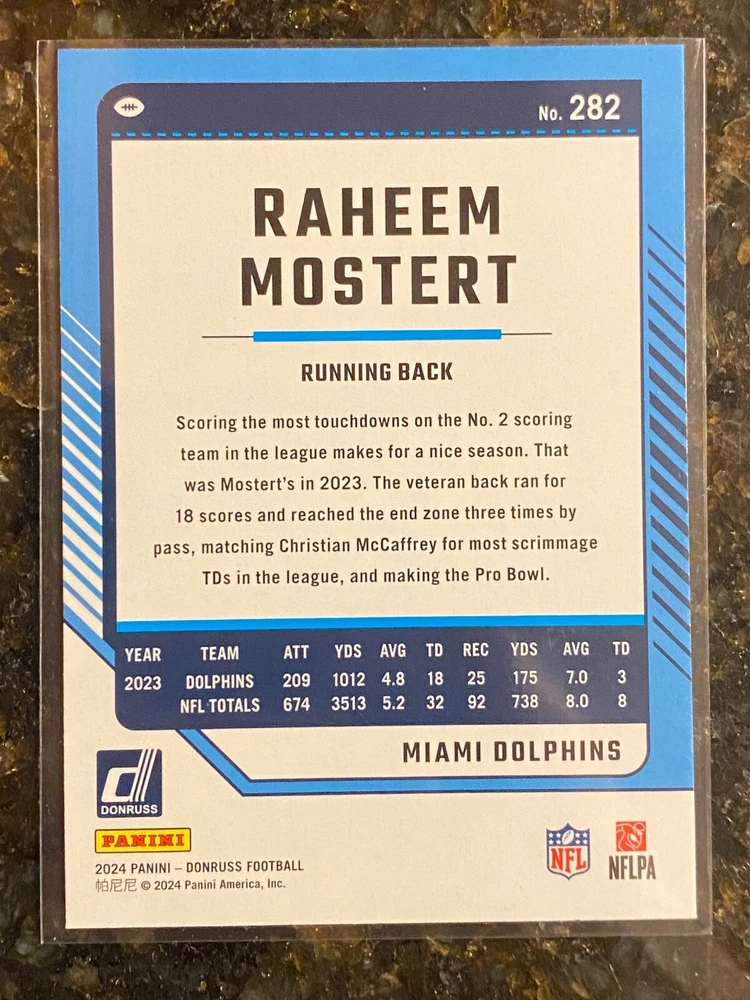 No. 282
RAHEEM
MOSTERT
RUNNING BACK
Scoring the most touchdowns on the No. 2 scoring
team in the league makes for a nice season. That
was Mostert's in 2023. The veteran back ran for
18 scores and reached the end zone three times by
pass, matching Christian McCaffrey for most scrimmage
TDs in the league, and making the Pro Bowl.
YEAR TEAM ATT YDS AVG TD REC YDS AVG TD
2023 DOLPHINS 209 1012 4.8 18 25 175 7.0 3
NFL TOTALS 674 3513 5.2 32 92 738 8.0 8
MIAMI DOLPHINS
d
DONRUSS
PANINI
2024 PANINI – DONRUSS FOOTBALL
帕尼尼 © 2024 Panini America, Inc.
NFL
NFLPA